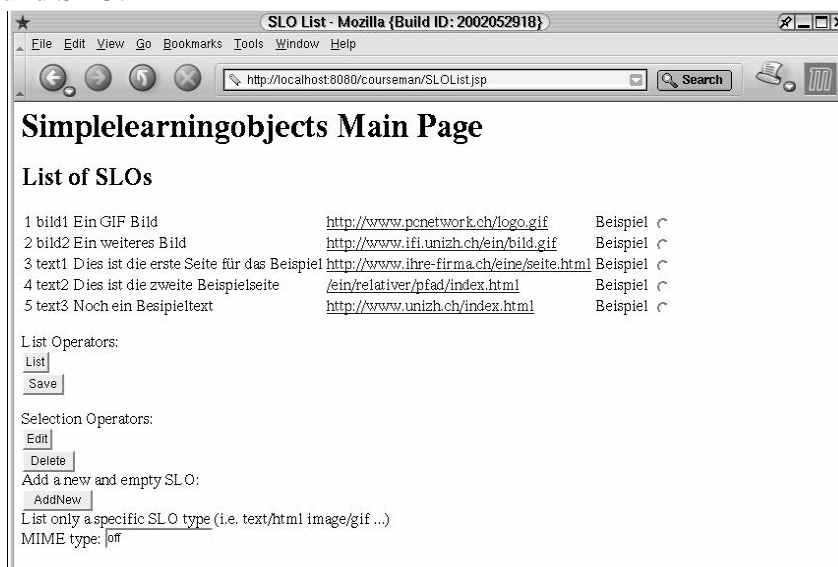 SLO List - Mozilla {Build ID: 2002052918}
File Edit View Go Bookmarks Tools Window Help
http://localhost:8080/courseman/SLOList.jsp Search
Simplelearningobjects Main Page
List of SLOs
1 bild1 Ein GIF Bild http://www.pcnetwork.ch/logo.gif Beispiel
2 bild2 Ein weiteres Bild http://www.ifi.unizh.ch/ein/bild.gif Beispiel
3 text1 Dies ist die erste Seite für das Beispiel http://www.ihre-firma.ch/eine/seite.html Beispiel
4 text2 Dies ist die zweite Beispielseite /ein/relativer/pfad/index.html Beispiel
5 text3 Noch ein Besipieltext http://www.unizh.ch/index.html Beispiel
List Operators:
List
Save
Selection Operators:
Edit
Delete
Add a new and empty SLO:
AddNew
List only a specific SLO type (i.e. text/html image/gif ...)
MIME type: off